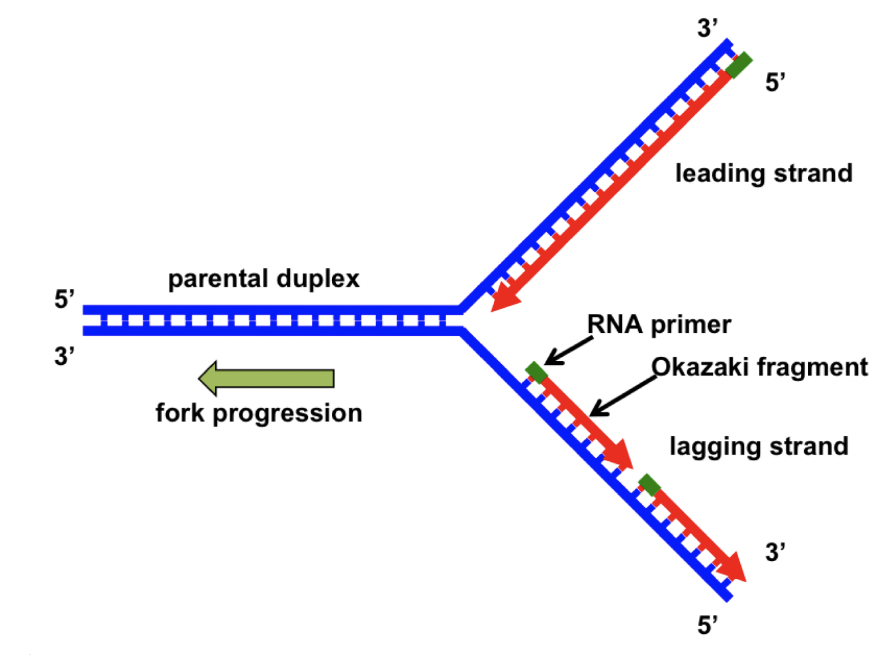 3’
5’
leading strand
parental duplex
5’
3’
RNA primer
Okazaki fragment
fork progression
lagging strand
3’
5’